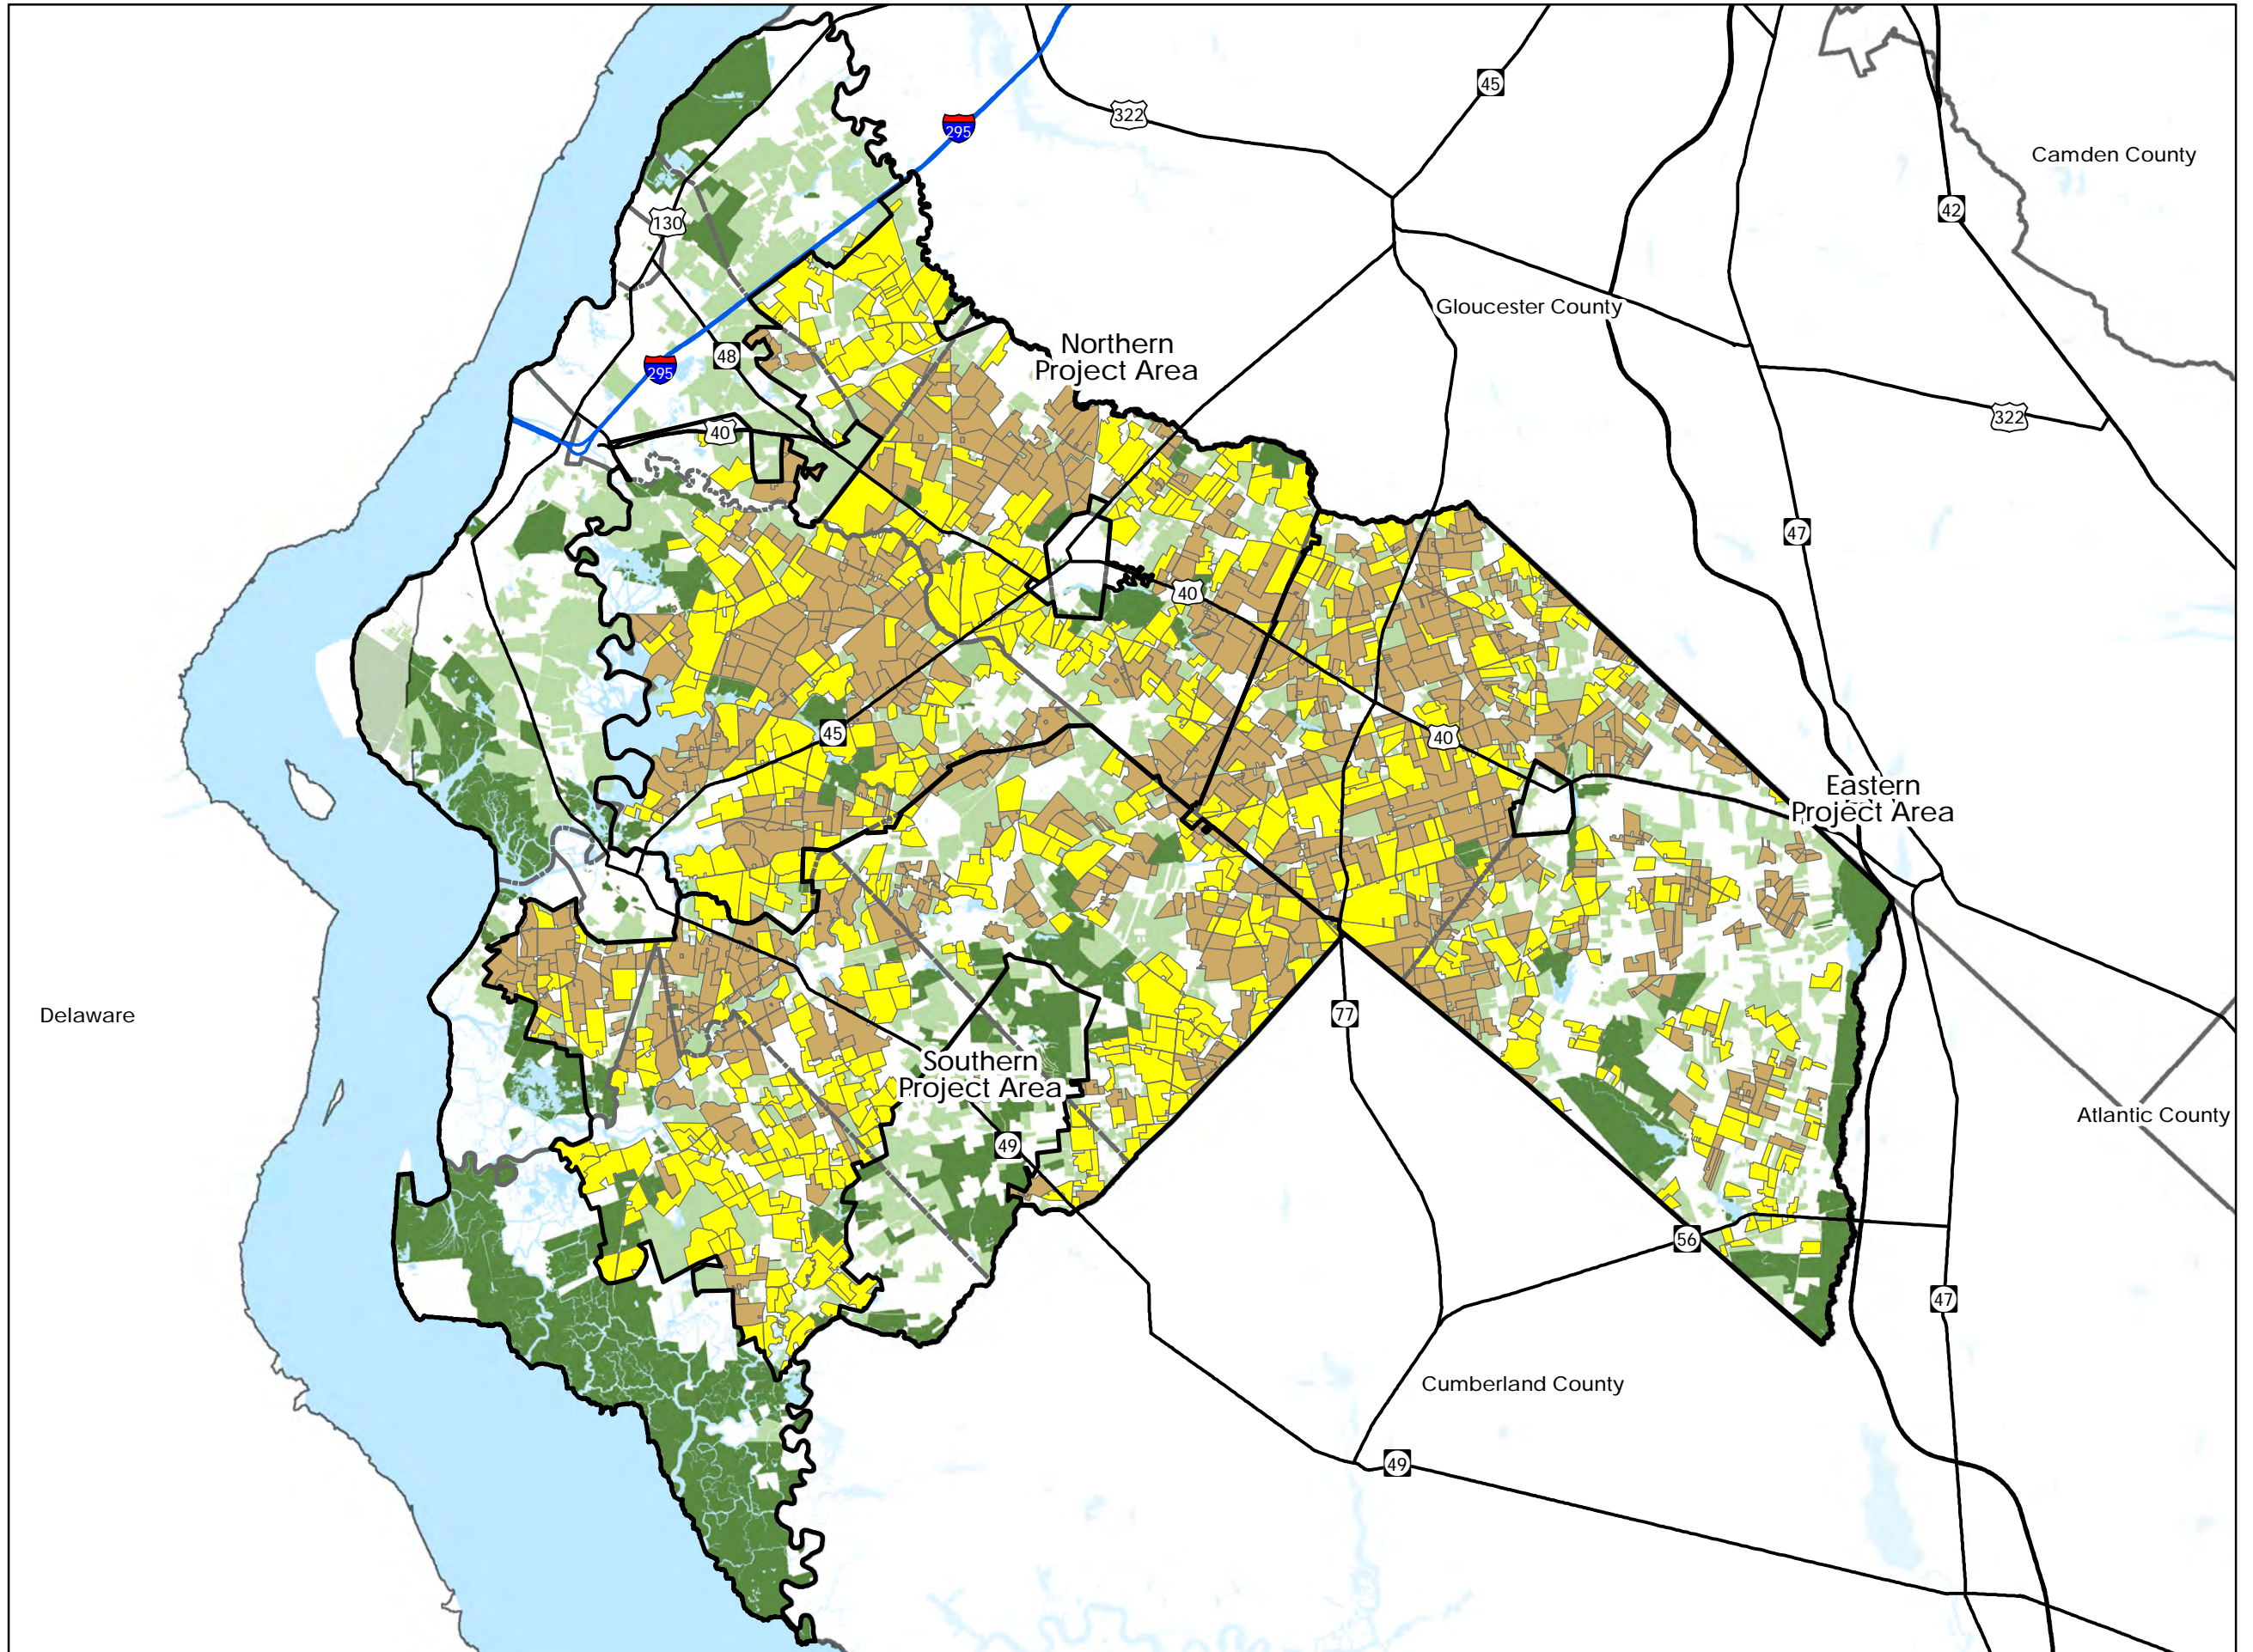 45
322
295
Camden County
42
130
Gloucester County
Northern
Project Area
48
295
322
40
47
40
45
40
Eastern
Project Area
Delaware
77
Southern
Project Area
Atlantic County
49
56
47
Cumberland County
49